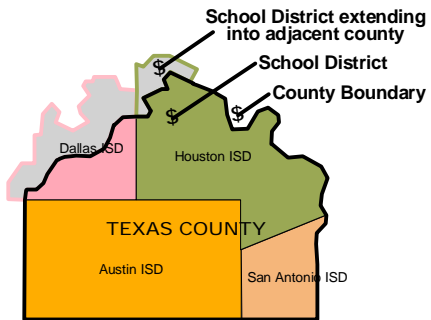 School District extending
into adjacent county
$
School District
$
$
County Boundary
Dallas ISD
Houston ISD
TEXAS COUNTY
Austin ISD
San Antonio ISD